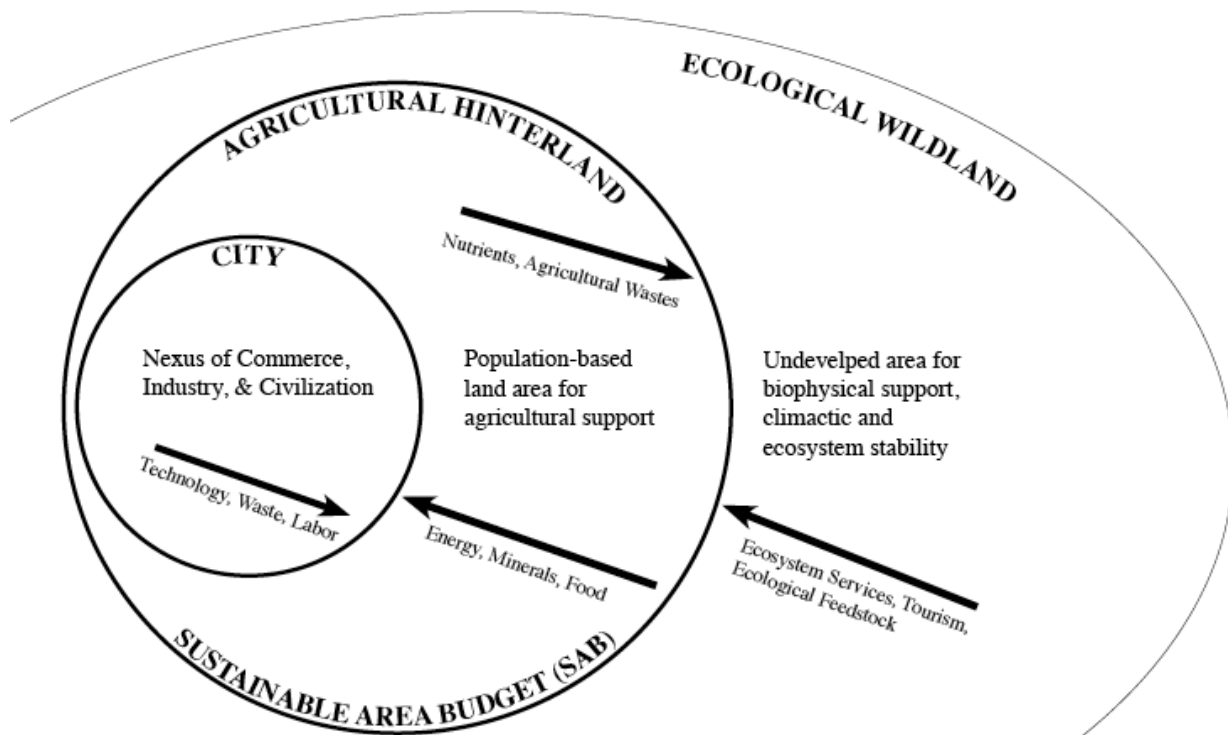 ECOLOGICAL WILDLAND
AGRICULTURAL HINTERLAND
CITY
Nutrients, Agricultural Wastes
Nexus of Commerce,
Industry, & Civilization
Population-based
land area for
agricultural support
Undevelped area for
biophysical support,
climactic and
ecosystem stability
Technology, Waste, Labor
Energy, Minerals, Food
Ecosystem Services, Tourism,
Ecological Feedstock
SUSTAINABLE AREA BUDGET (SAB)